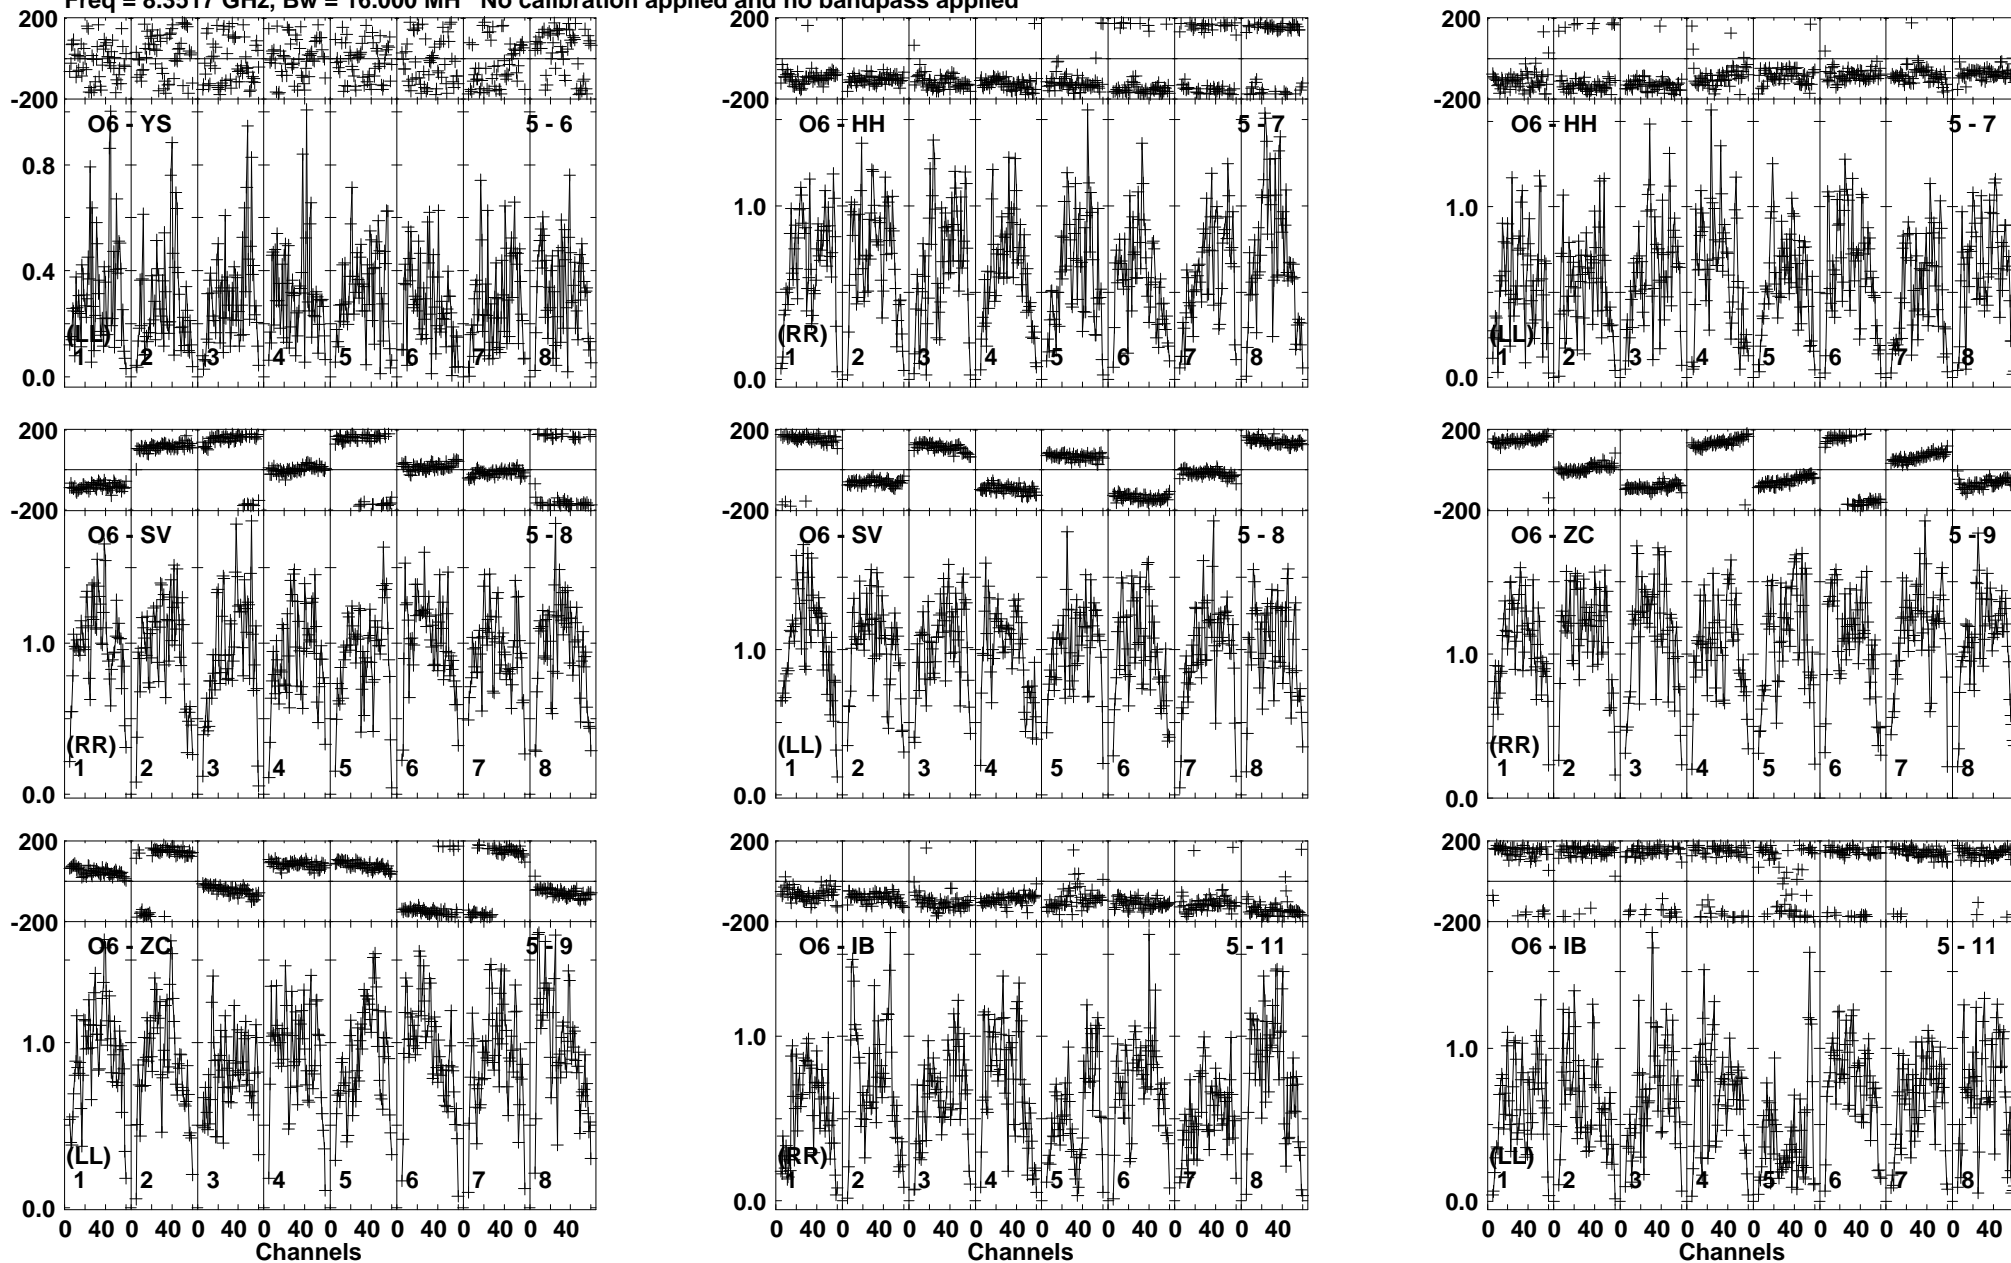 Freq = 8.3517 GHz, Bw = 16.000 MH No calibration applied and no bandpass applied
200 200 200
-200 -200 -200
O6 - YS 5 - 6 O6 - HH 5 - 7 O6 - HH 5 - 7
0.8
1.0 1.0
0.4
(LL) (RR) (LL)
1 2 3 4 5 6 7 8 1 2 3 4 5 6 7 8 1 2 3 4 5 6 7 8
0.0 0.0 0.0
200 200 200
-200 -200 -200
O6 - SV 5 - 8 O6 - SV 5 - 8 O6 - ZC 5 - 9
1.0 1.0 1.0
(RR) (LL) (RR)
1 2 3 4 5 6 7 8 1 2 3 4 5 6 7 8 1 2 3 4 5 6 7 8
0.0 0.0 0.0
200 200 200
-200 -200 -200
O6 - ZC 5 - 9 O6 - IB 5 - 11 O6 - IB 5 - 11
1.0 1.0 1.0
(LL) (RR) (LL)
1 2 3 4 5 6 7 8 1 2 3 4 5 6 7 8 1 2 3 4 5 6 7 8
0.0 0.0 0.0
0 40 0 40 0 40 0 40 0 40 0 40 0 40 0 40 0 40 0 40 0 40 0 40 0 40 0 40 0 40 0 40 0 40 0 40 0 40 0 40 0 40 0 40 0 40 0 40
Channels Channels Channels